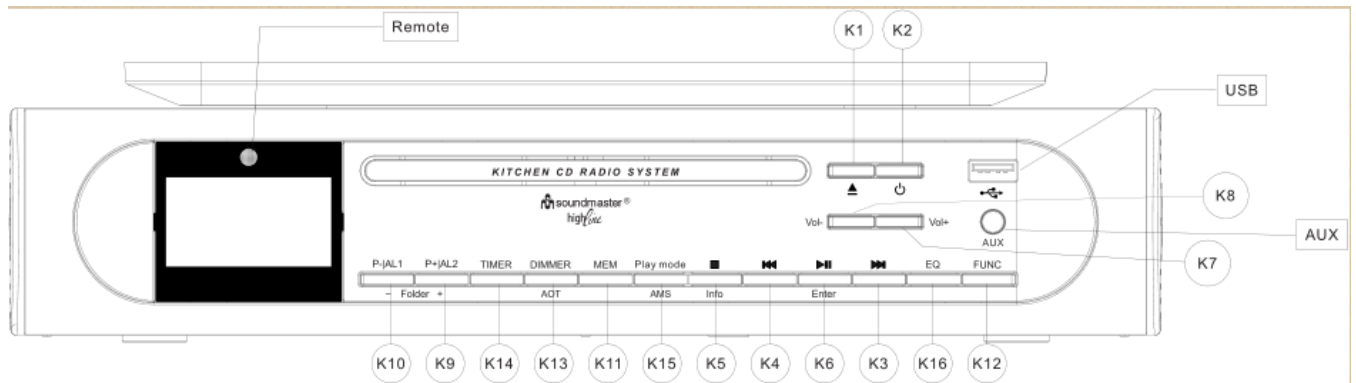 Remote
K1 K2
USB
KITCHEN CD RADIO SYSTEM
soundmaster®
highline
K8
Vol- Vol+
AUX
AUX
K7
P-|AL1 P+|AL2 TIMER DIMMER MEM Play mode EQ FUNC
– Folder + AOT AMS Info Enter
K10 K9 K14 K13 K11 K15 K5 K4 K6 K3 K16 K12